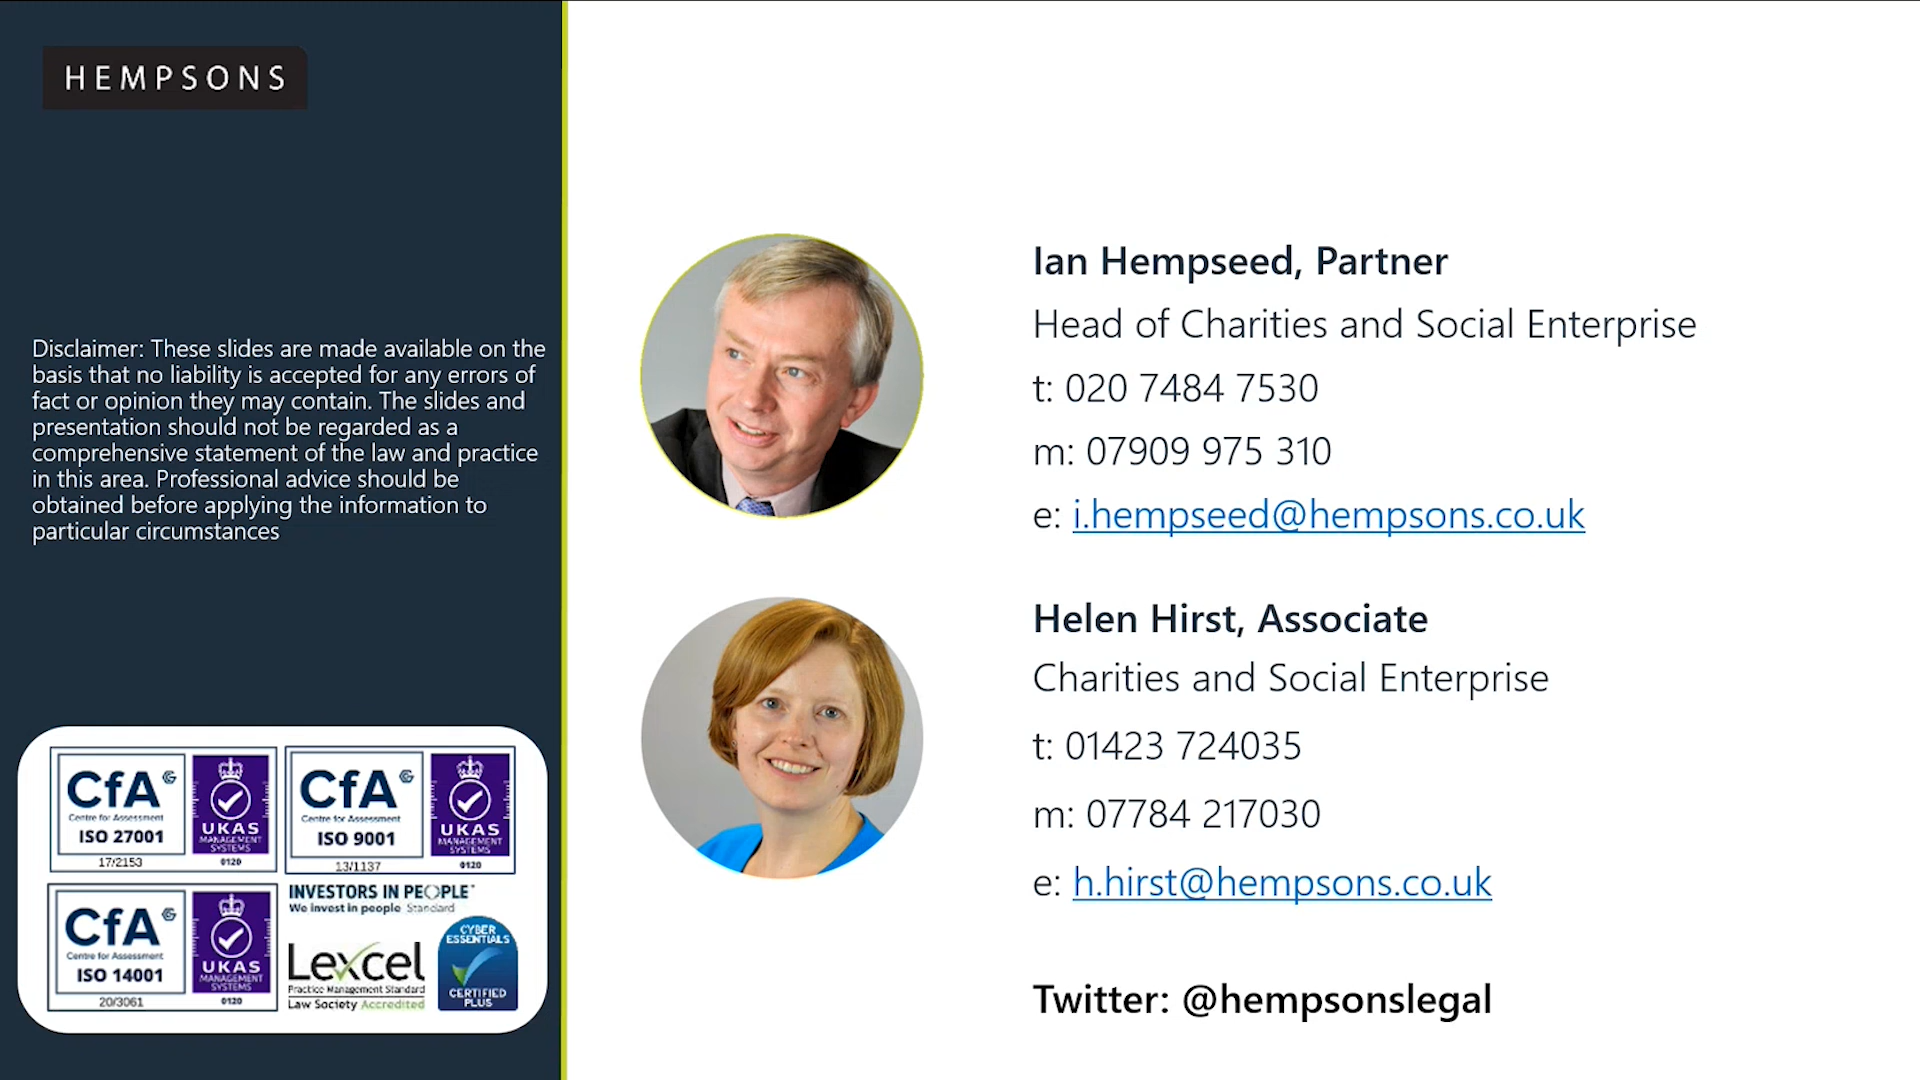 HEMPSONS
Disclaimer: These slides are made available on the
basis that no liability is accepted for any errors of
fact or opinion they may contain. The slides and
presentation should not be regarded as a
comprehensive statement of the law and practice
in this area. Professional advice should be
obtained before applying the information to
particular circumstances
CfA
Centre for Assessment
ISO 27001
17/2153
UKAS
MANAGEMENT
SYSTEMS
0120
CfA
Centre for Assessment
ISO 9001
13/1137
UKAS
MANAGEMENT
SYSTEMS
0120
CfA
Centre for Assessment
ISO 14001
20/3061
UKAS
MANAGEMENT
SYSTEMS
0120
INVESTORS IN PEOPLE
We invest in people Standard
Lexcel
Practice Management Standard
Law Society Accredited
CYBER
ESSENTIALS
CERTIFIED
PLUS
Ian Hempseed, Partner
Head of Charities and Social Enterprise
t: 020 7484 7530
m: 07909 975 310
e: i.hempseed@hempsons.co.uk
Helen Hirst, Associate
Charities and Social Enterprise
t: 01423 724035
m: 07784 217030
e: h.hirst@hempsons.co.uk
Twitter: @hempsonslegal